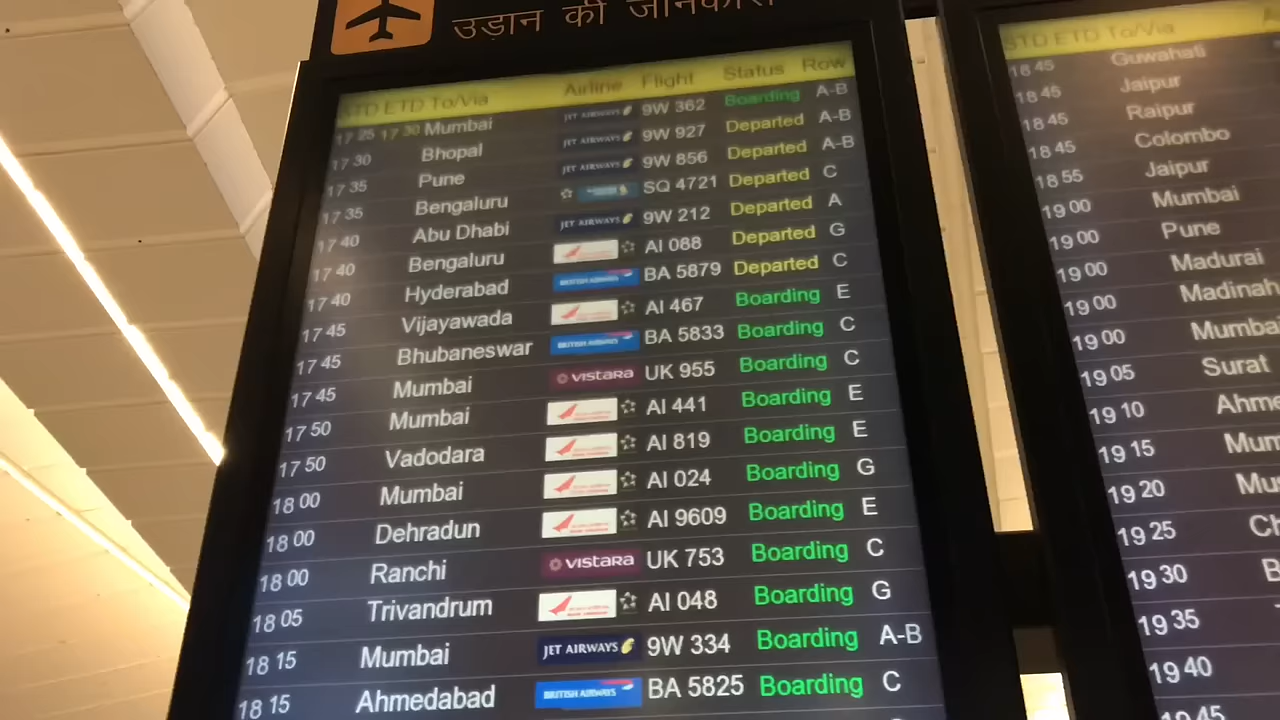 उड़ान की जानकारी
STD ETD To/Via Airline Flight Status Row
17 25 17 30 Mumbai JET AIRWAYS 9W 362 Boarding A-B
17 30 Bhopal JET AIRWAYS 9W 927 Departed A-B
17 35 Pune JET AIRWAYS 9W 856 Departed A-B
17 35 Bengaluru SQ 4721 Departed C
17 40 Abu Dhabi JET AIRWAYS 9W 212 Departed A
17 40 Bengaluru AI 088 Departed G
17 40 Hyderabad BRITISH AIRWAYS BA 5879 Departed C
17 45 Vijayawada AI 467 Boarding E
17 45 Bhubaneswar BRITISH AIRWAYS BA 5833 Boarding C
17 45 Mumbai VISTARA UK 955 Boarding C
17 50 Mumbai AI 441 Boarding E
17 50 Vadodara AI 819 Boarding E
18 00 Mumbai AI 024 Boarding G
18 00 Dehradun AI 9609 Boarding E
18 00 Ranchi VISTARA UK 753 Boarding C
18 05 Trivandrum AI 048 Boarding G
18 15 Mumbai JET AIRWAYS 9W 334 Boarding A-B
18 15 Ahmedabad BRITISH AIRWAYS BA 5825 Boarding C
STD ETD To/Via
18 45 Guwahati
18 45 Jaipur
18 45 Raipur
18 45 Colombo
18 55 Jaipur
19 00 Mumbai
19 00 Pune
19 00 Madurai
19 00 Madinah
19 00 Mumba
19 05 Surat
19 10 Ahme
19 15 Mum
19 20 Mu
19 25
19 30
19 35
19 40
19 45